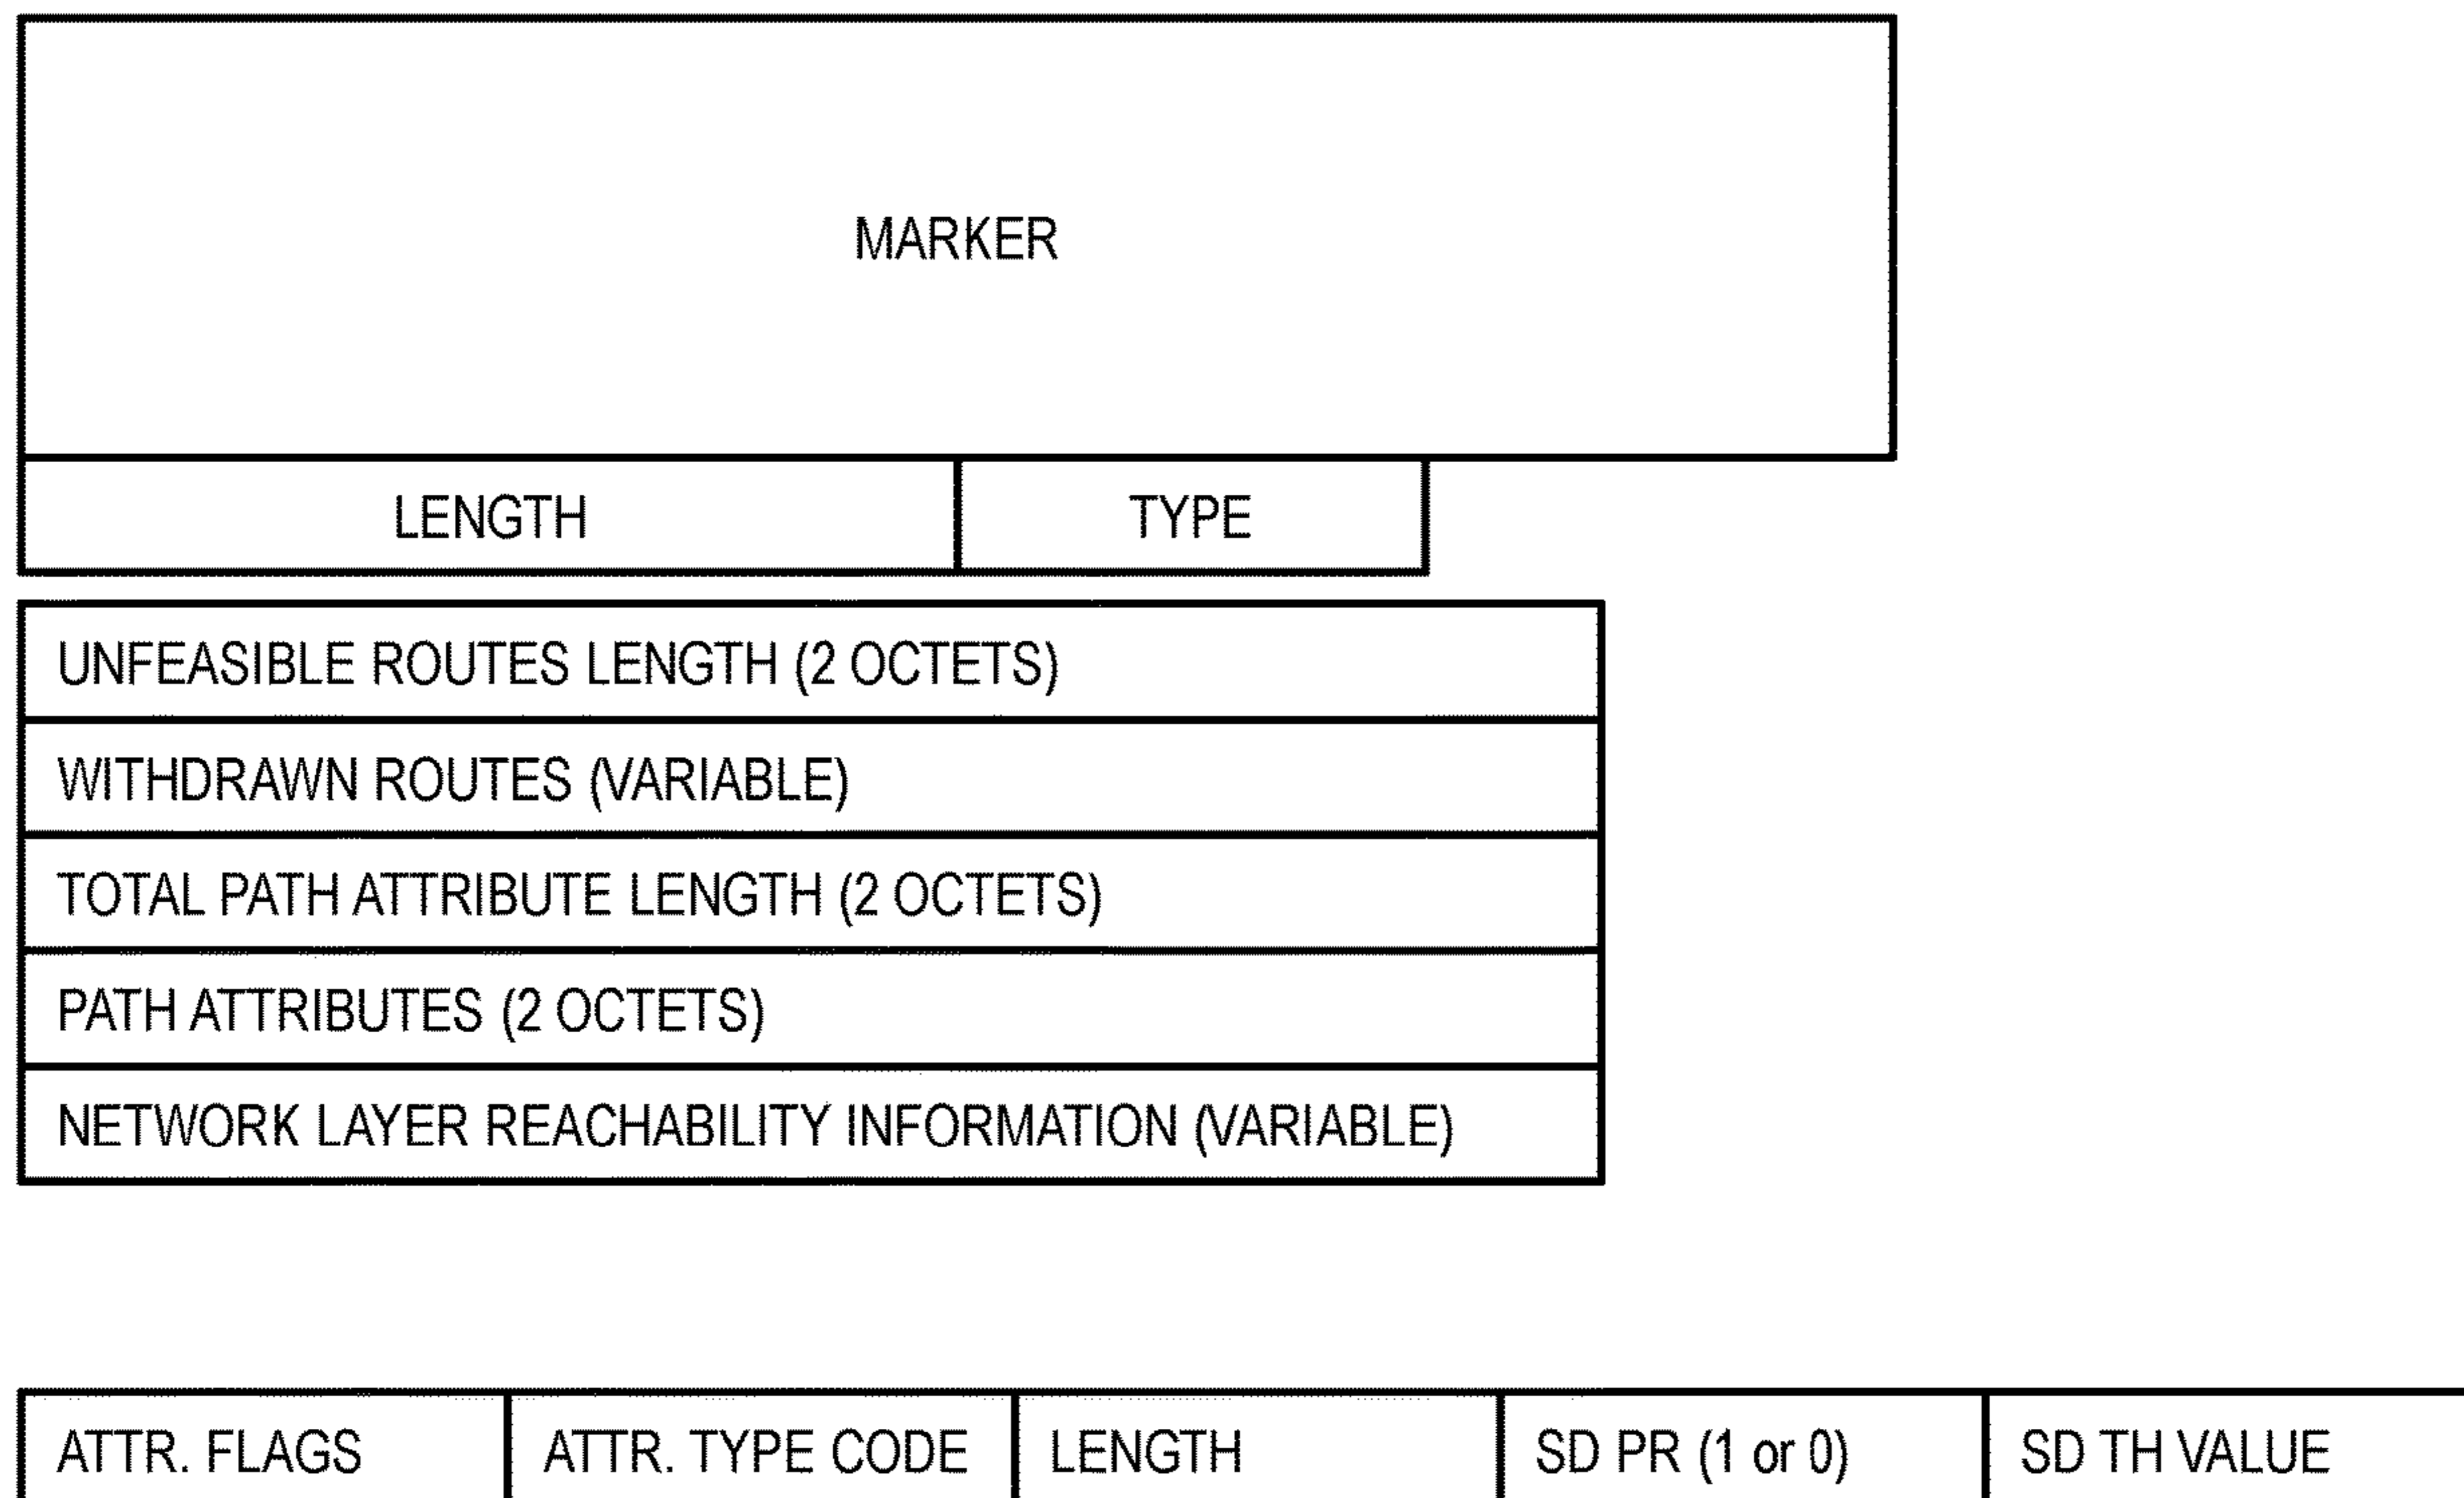 MARKER
LENGTH TYPE
UNFEASIBLE ROUTES LENGTH (2 OCTETS)
WITHDRAWN ROUTES (VARIABLE)
TOTAL PATH ATTRIBUTE LENGTH (2 OCTETS)
PATH ATTRIBUTES (2 OCTETS)
NETWORK LAYER REACHABILITY INFORMATION (VARIABLE)
ATTR. FLAGS ATTR. TYPE CODE LENGTH SD PR (1 or 0) SD TH VALUE